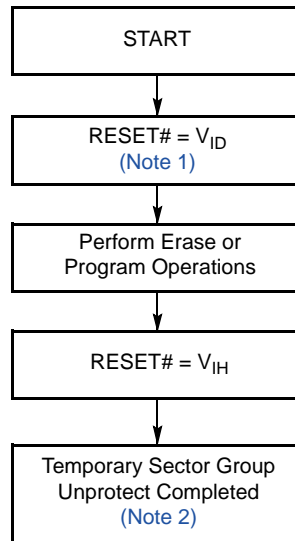 START
RESET# = VID
(Note 1)
Perform Erase or
Program Operations
RESET# = VIH
Temporary Sector Group
Unprotect Completed
(Note 2)